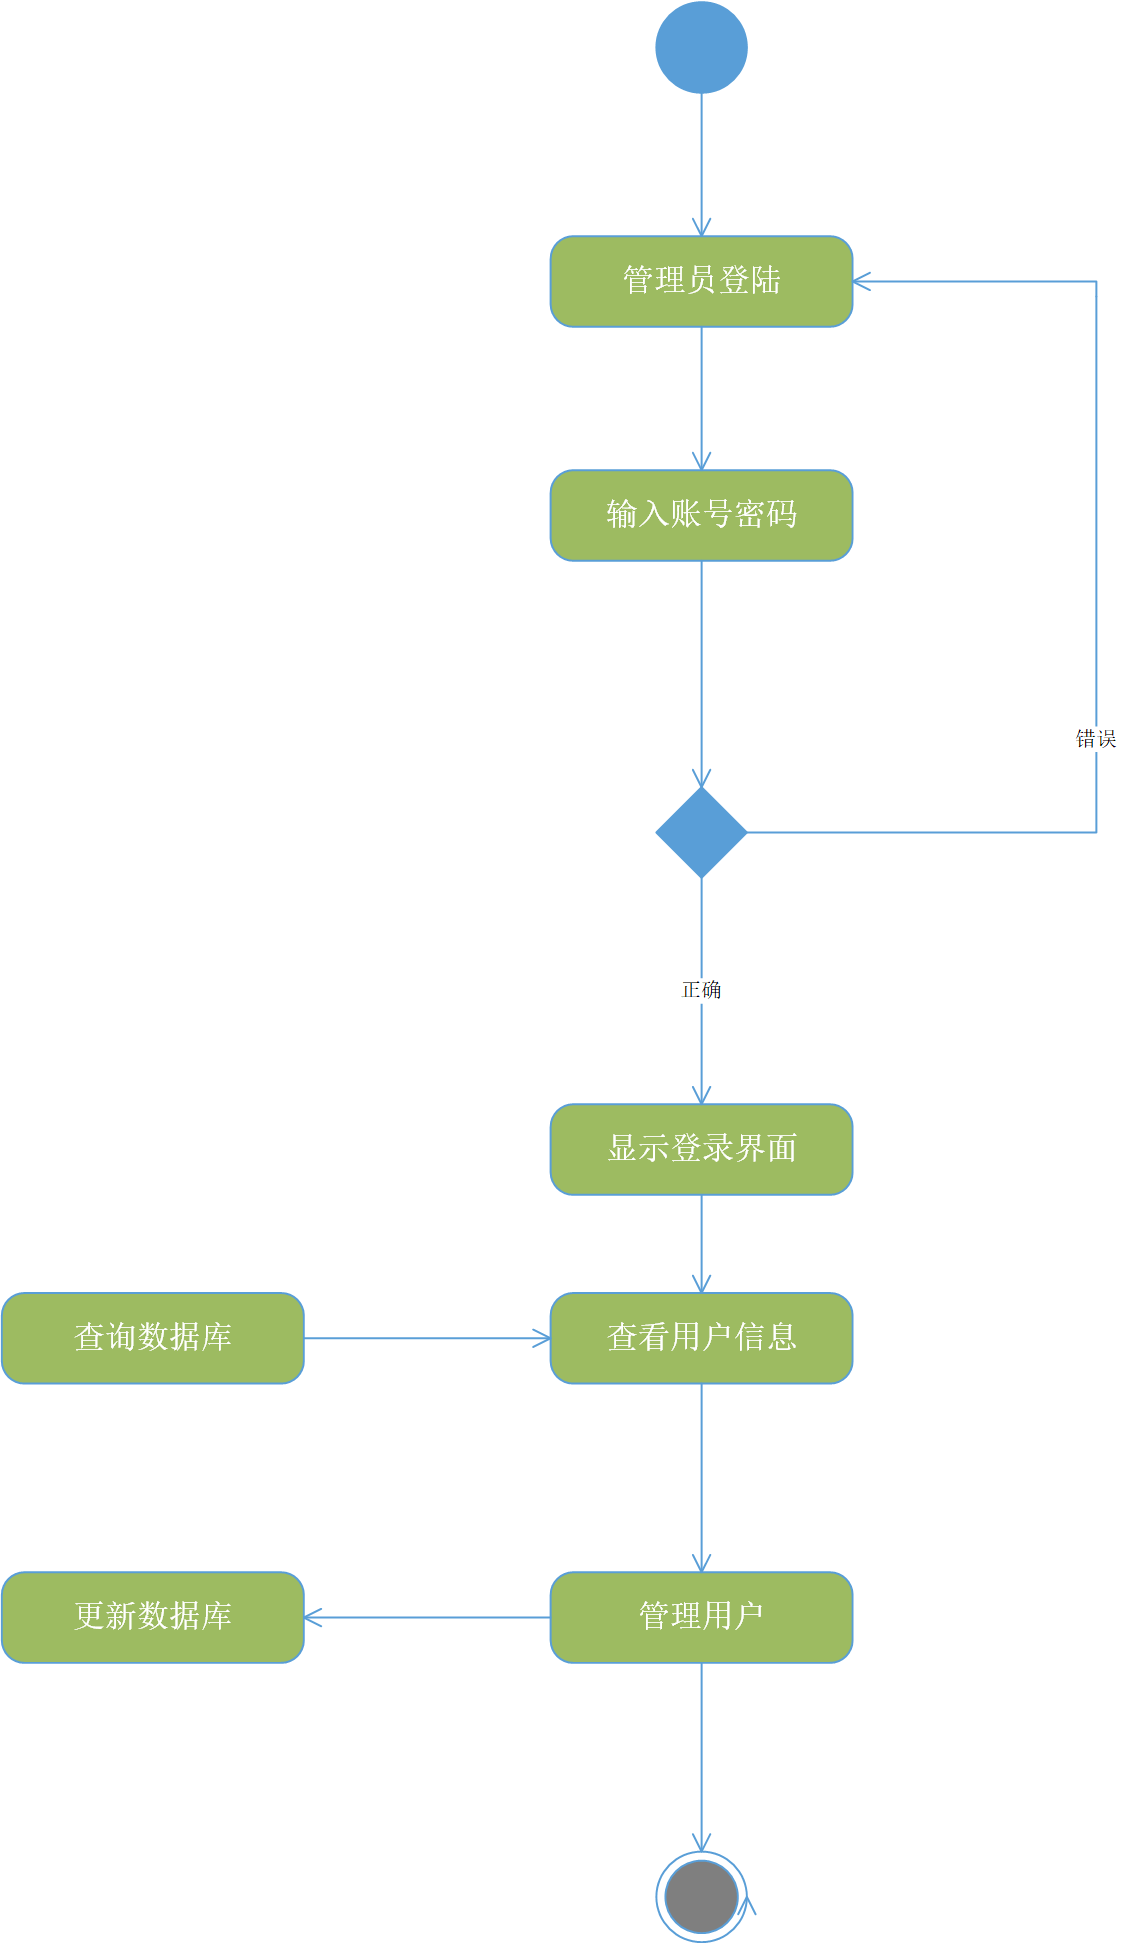 管理员登陆
输入账号密码
错误
正确
显示登录界面
查询数据库
查看用户信息
更新数据库
管理用户